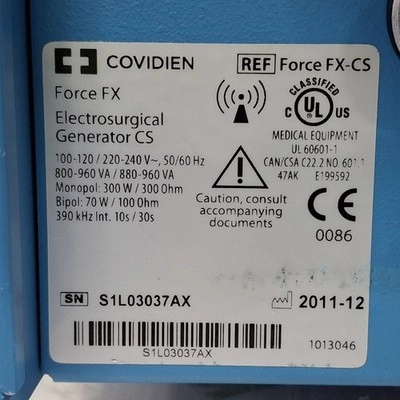 COVIDIEN
REF Force FX-CS
Force FX
Electrosurgical
Generator CS
100-120 / 220-240 V~, 50/60 Hz
800-960 VA / 880-960 VA
Monopol: 300 W / 300 Ohm
Bipol: 70 W / 100 Ohm
390 kHz Int. 10s / 30s
CLASSIFIED
C UL US
MEDICAL EQUIPMENT
UL 60601-1
CAN/CSA C22.2 NO. 601.1
47AK E199592
Caution, consult
accompanying
documents
CE
0086
SN S1L03037AX
2011-12
S1L03037AX
1013046